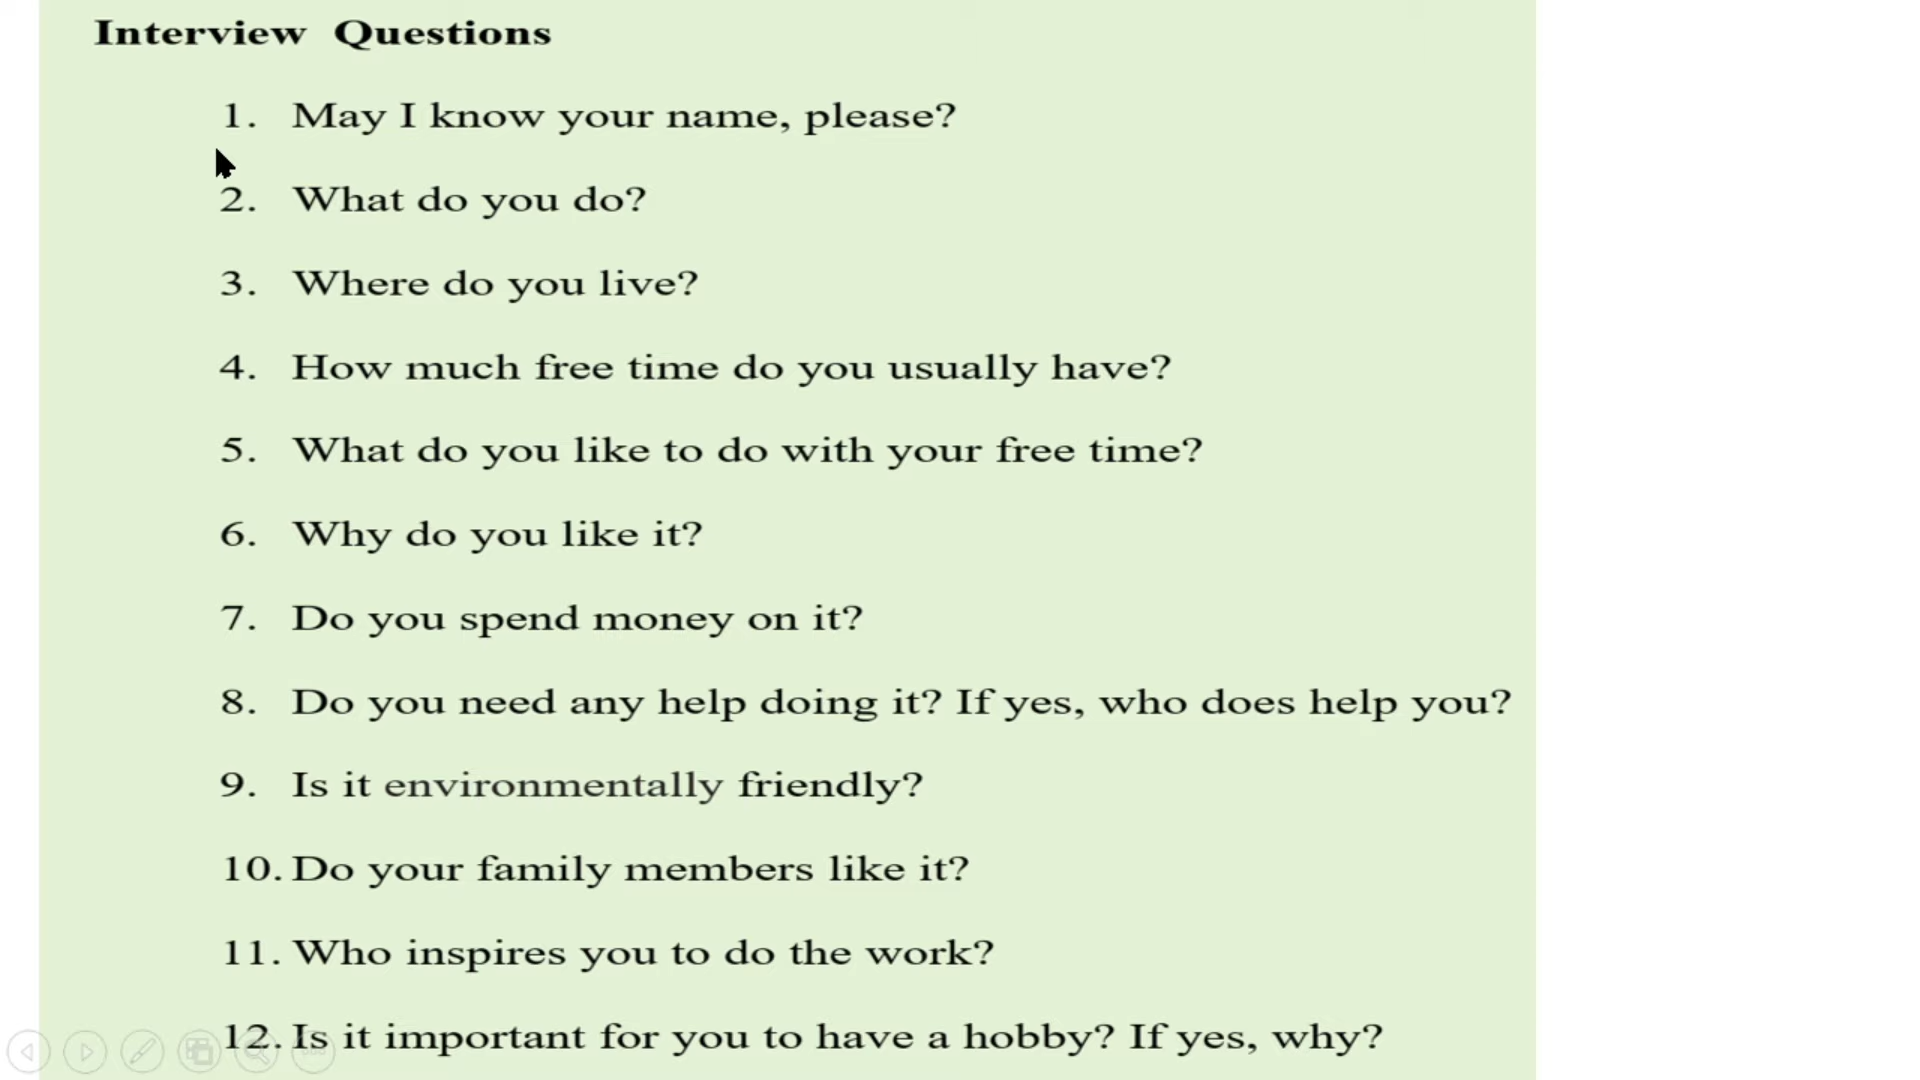 Interview Questions
1. May I know your name, please?
2. What do you do?
3. Where do you live?
4. How much free time do you usually have?
5. What do you like to do with your free time?
6. Why do you like it?
7. Do you spend money on it?
8. Do you need any help doing it? If yes, who does help you?
9. Is it environmentally friendly?
10. Do your family members like it?
11. Who inspires you to do the work?
12. Is it important for you to have a hobby? If yes, why?